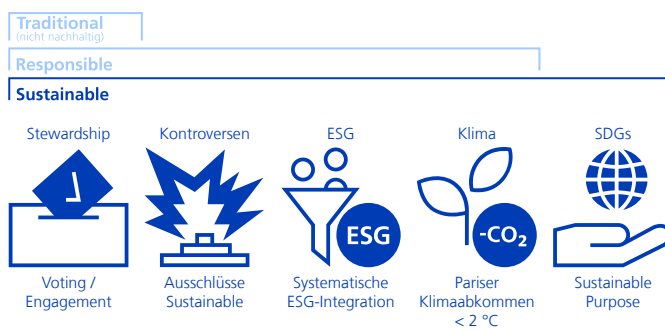 Traditional
(nicht nachhaltig)
Responsible
Sustainable
Stewardship
Kontroversen
ESG
Klima
SDGs
ESG
-CO₂
Voting /
Engagement
Ausschlüsse
Sustainable
Systematische
ESG-Integration
Pariser
Klimaabkommen
< 2 °C
Sustainable
Purpose